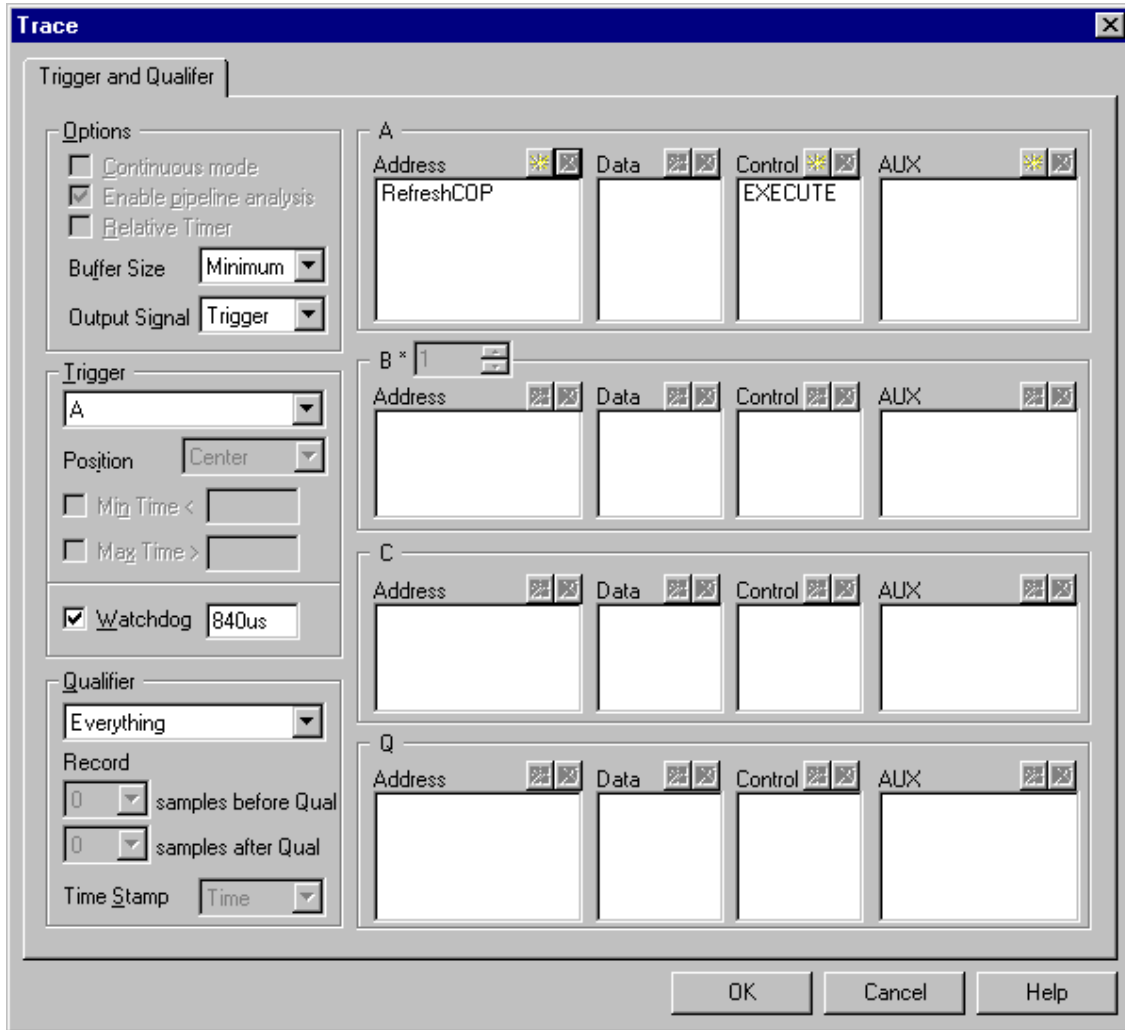 Trace
Trigger and Qualifer
Options
Continuous mode
Enable pipeline analysis
Relative Timer
Buffer Size Minimum
Output Signal Trigger
Trigger
A
Position Center
Min Time <
Max Time >
Watchdog 840us
Qualifier
Everything
Record
0 samples before Qual
0 samples after Qual
Time Stamp Time
A
Address Data Control AUX
RefreshCOP EXECUTE
B * 1
Address Data Control AUX
C
Address Data Control AUX
Q
Address Data Control AUX
OK Cancel Help